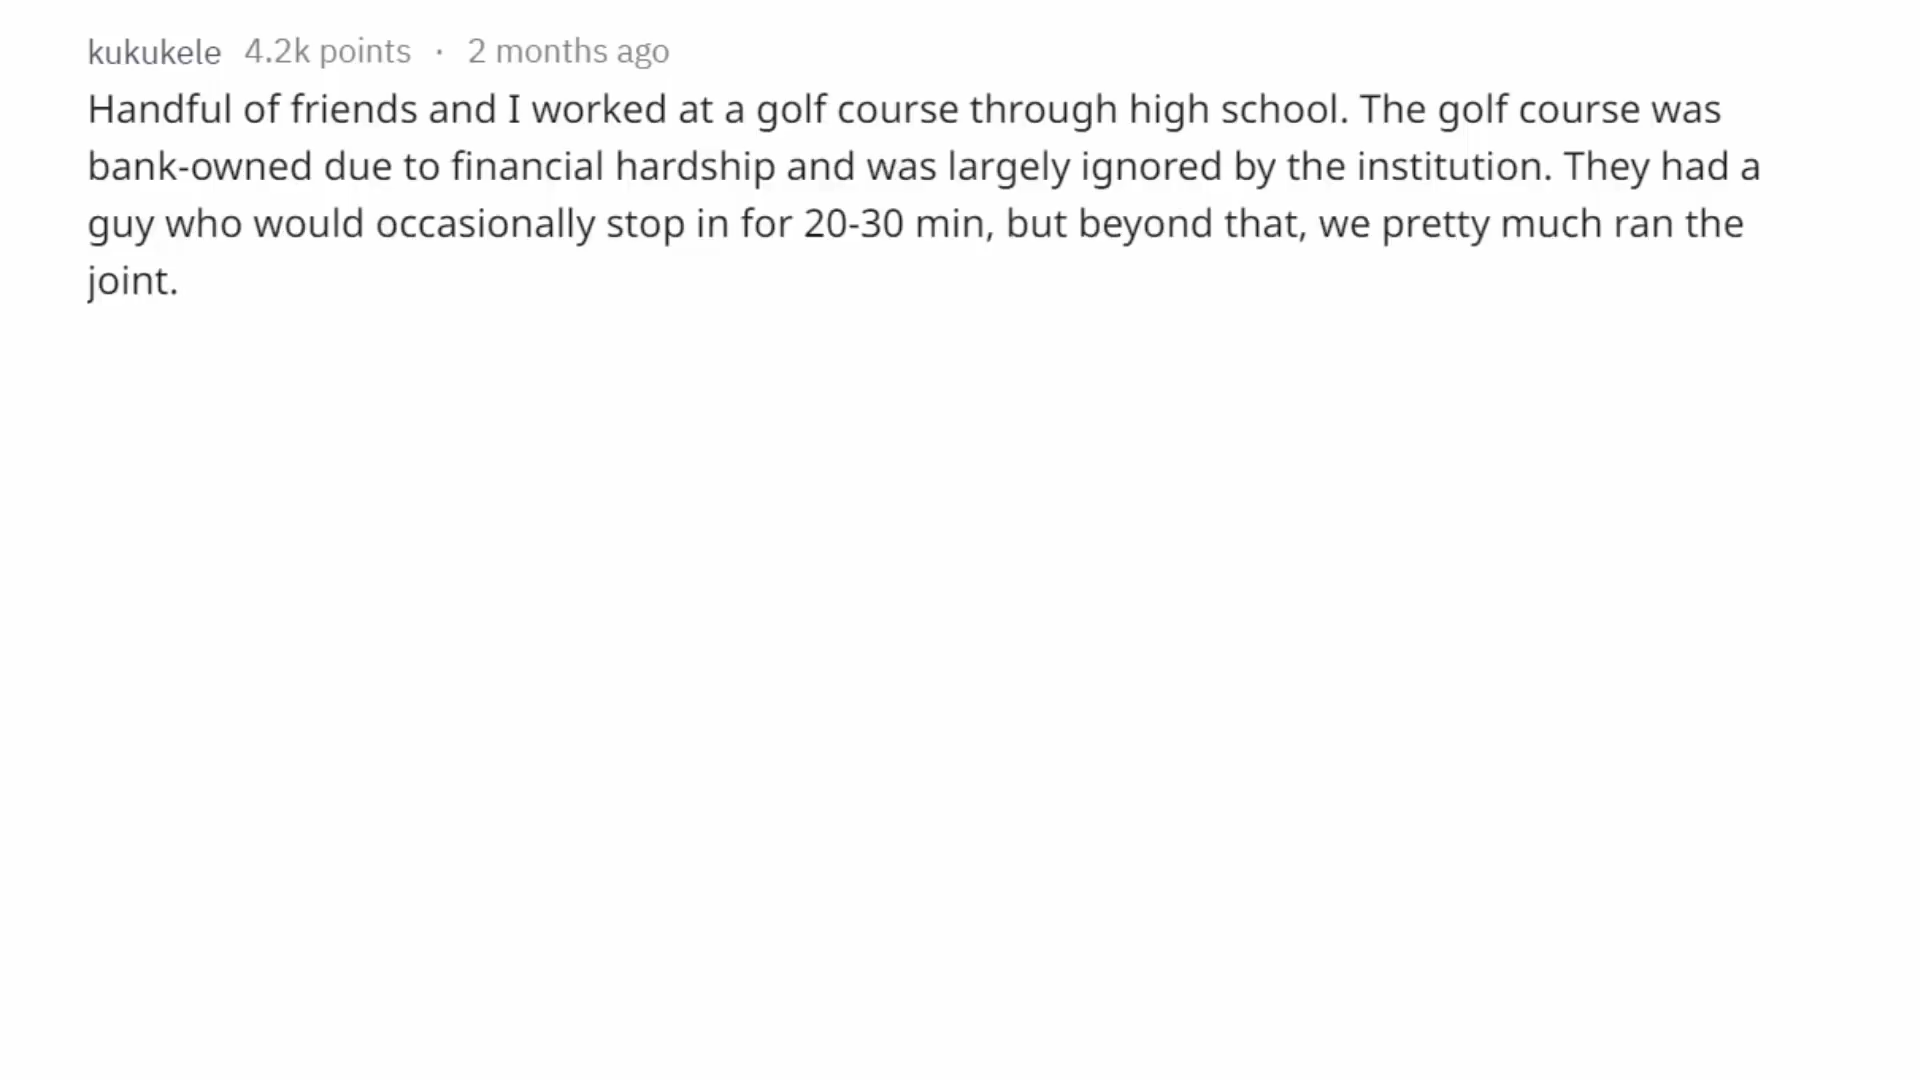 kukukele 4.2k points · 2 months ago
Handful of friends and I worked at a golf course through high school. The golf course was
bank-owned due to financial hardship and was largely ignored by the institution. They had a
guy who would occasionally stop in for 20-30 min, but beyond that, we pretty much ran the
joint.